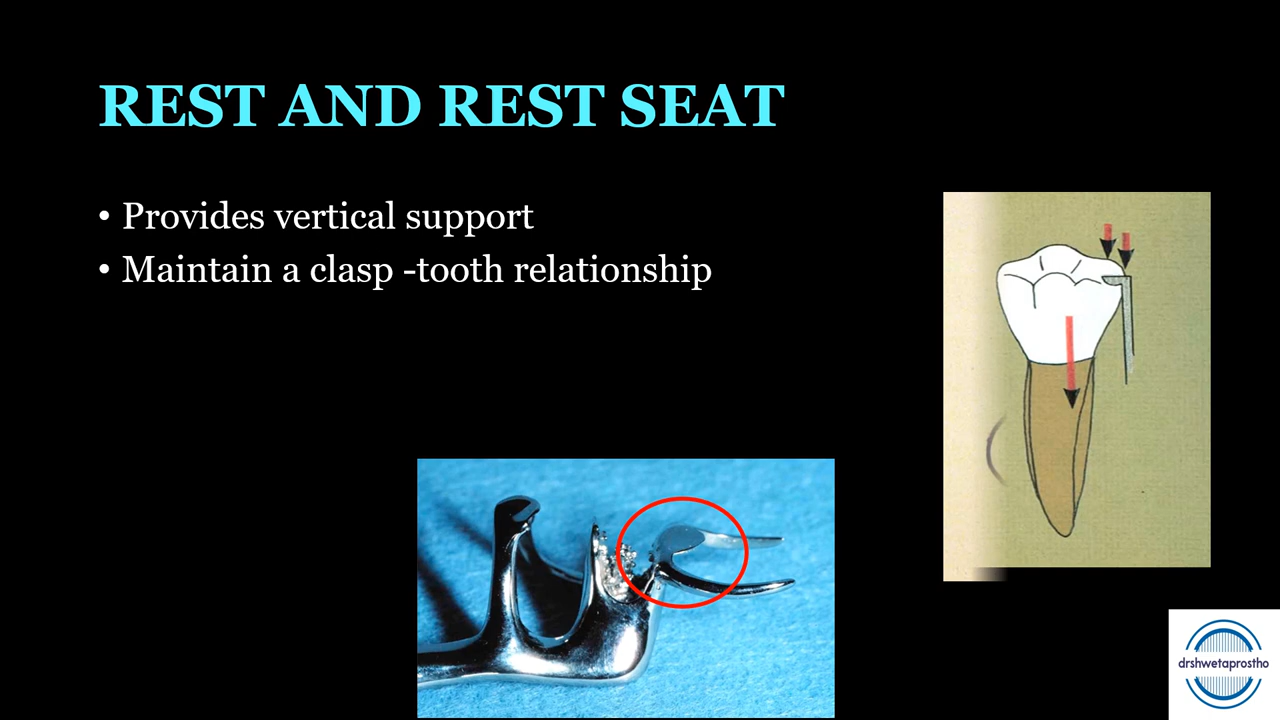 REST AND REST SEAT
• Provides vertical support
• Maintain a clasp -tooth relationship
drshwetaprostho